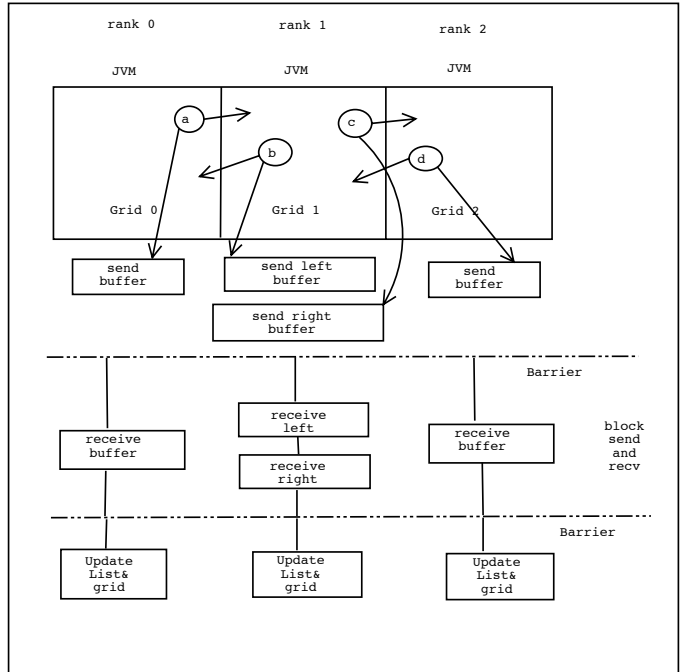 rank 0
rank 1
rank 2
JVM
JVM
JVM
a
c
b
d
Grid 0
Grid 1
Grid 2
send
buffer
send left
buffer
send
buffer
send right
buffer
Barrier
receive
buffer
receive
left
receive
right
receive
buffer
block
send
and
recv
Barrier
Update
List&
grid
Update
List&
grid
Update
List&
grid